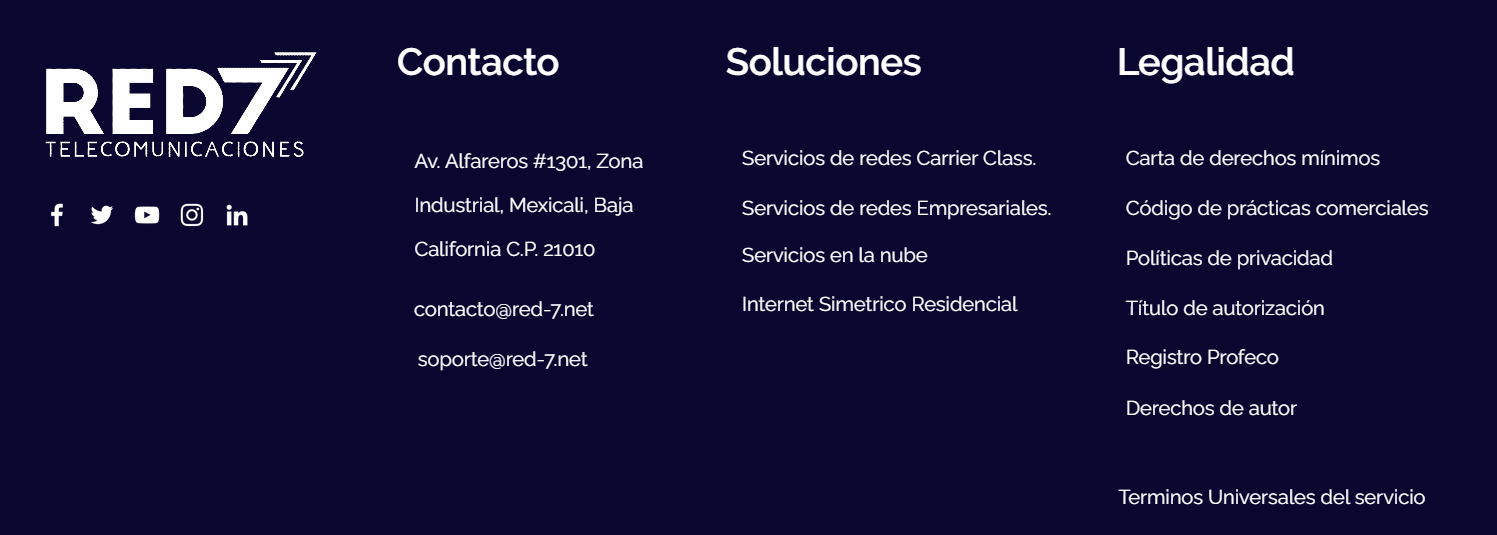 RED7
TELECOMUNICACIONES
Contacto
Av. Alfareros #1301, Zona
Industrial, Mexicali, Baja
California C.P. 21010
contacto@red-7.net
soporte@red-7.net
Soluciones
Servicios de redes Carrier Class.
Servicios de redes Empresariales.
Servicios en la nube
Internet Simetrico Residencial
Legalidad
Carta de derechos mínimos
Código de prácticas comerciales
Políticas de privacidad
Título de autorización
Registro Profeco
Derechos de autor
Terminos Universales del servicio